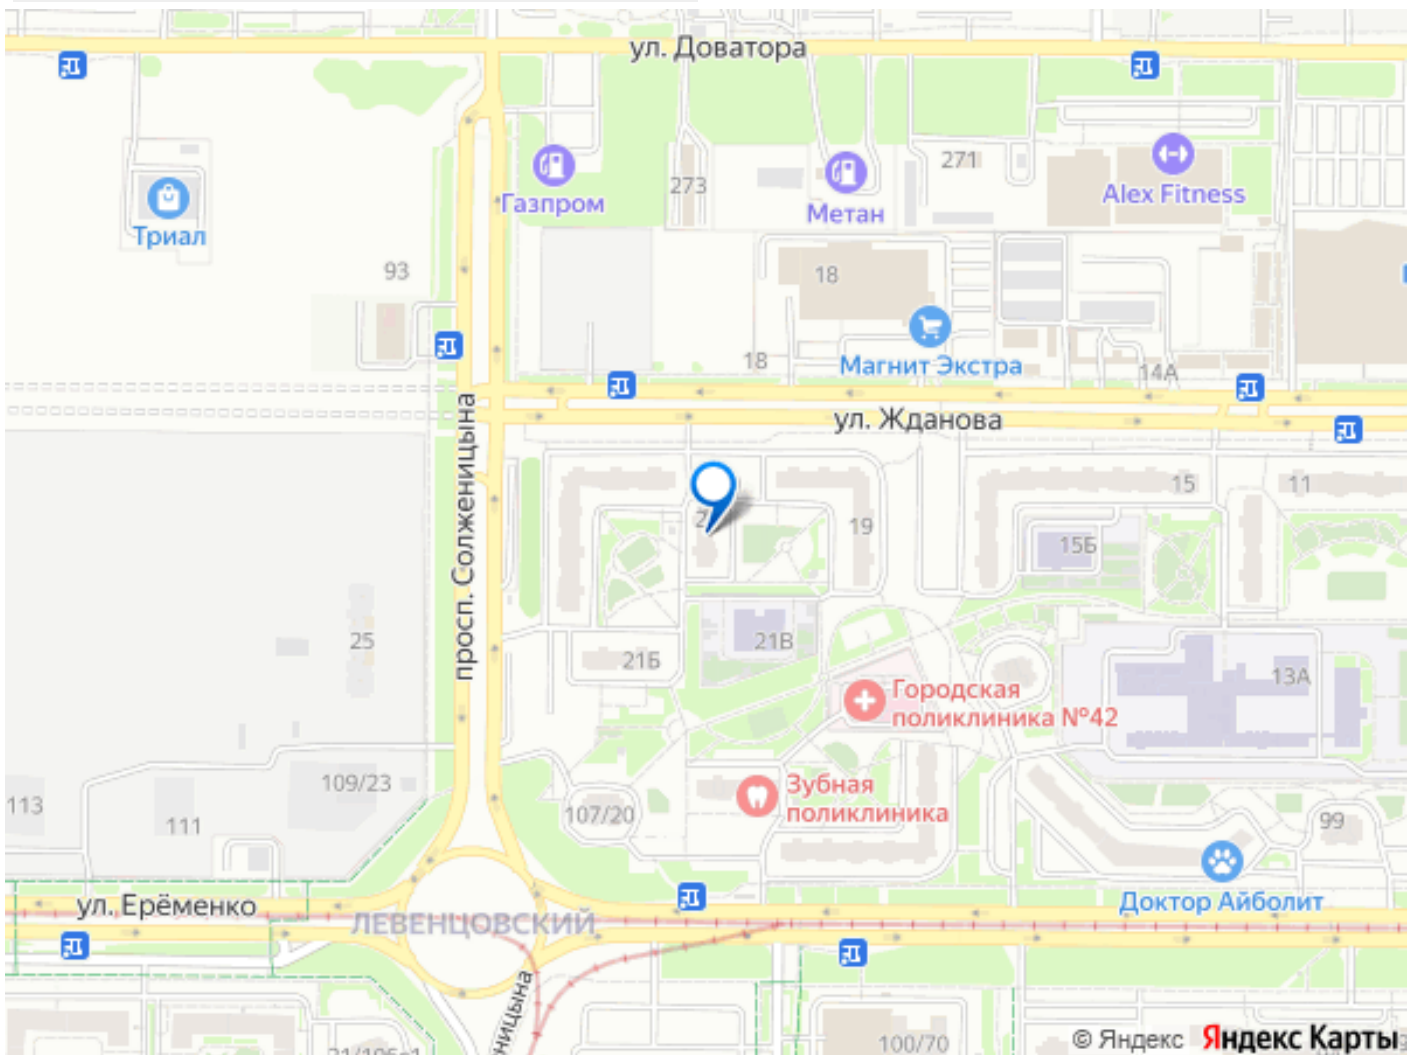 ул. Доватора
271
Alex Fitness
273
Газпром
Метан
Триал
93
18
Магнит Экстра
18
14А
ул. Жданова
просп. Солженицына
15
11
19
15Б
25
21В
21Б
13А
Городская
поликлиника №42
Зубная
поликлиника
109/23
107/20
113
111
99
Доктор Айболит
ул. Ерёменко
ЛЕВЕНЦОВСКИЙ
100/70
© Яндекс Яндекс Карты